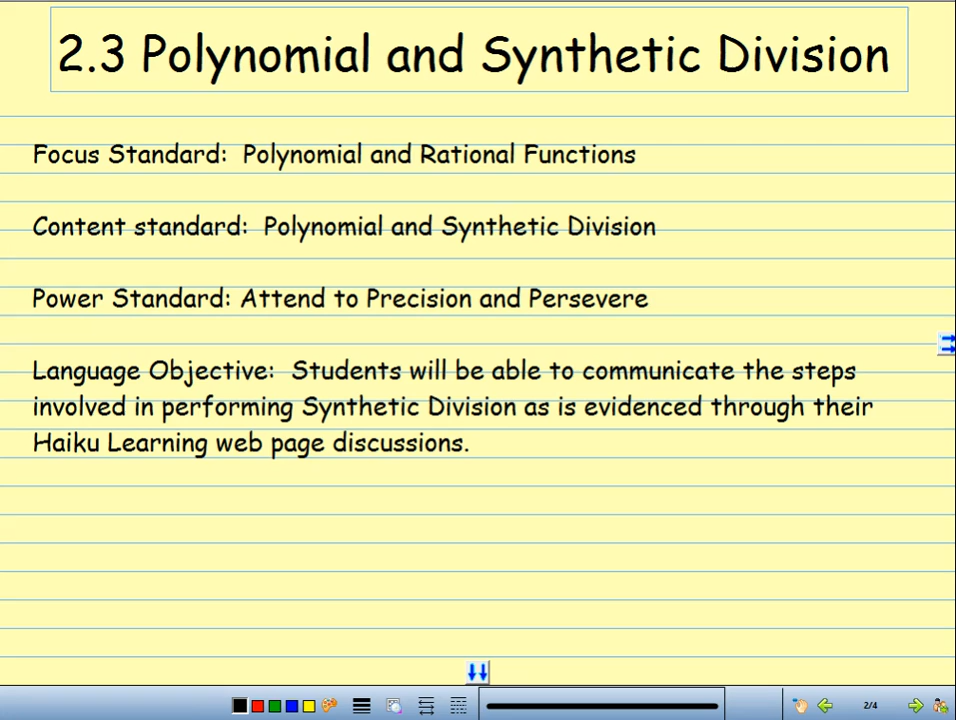 2.3 Polynomial and Synthetic Division
Focus Standard:  Polynomial and Rational Functions
Content standard:  Polynomial and Synthetic Division
Power Standard: Attend to Precision and Persevere
Language Objective:  Students will be able to communicate the steps
involved in performing Synthetic Division as is evidenced through their
Haiku Learning web page discussions.
2/4